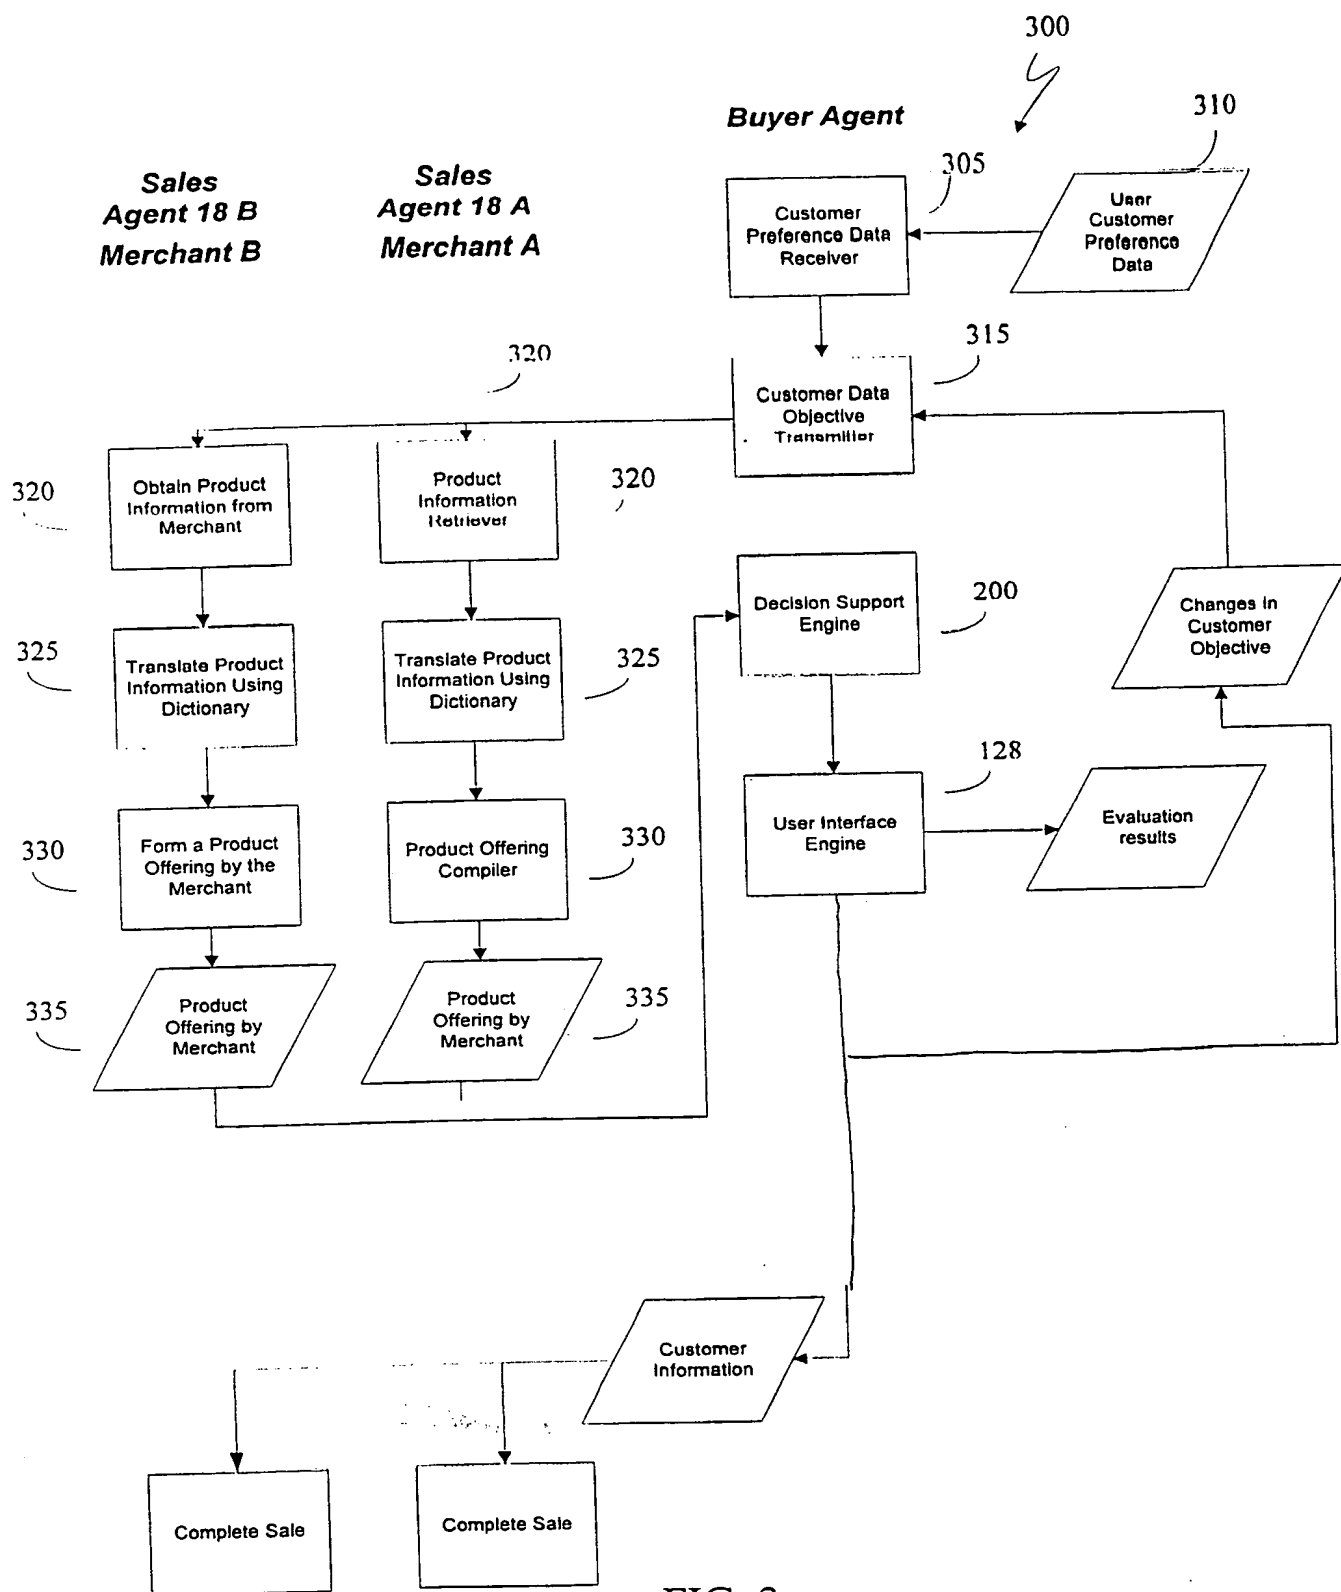 300
310
Buyer Agent
305
Sales
Agent 18 B
Merchant B
Sales
Agent 18 A
Merchant A
Customer
Preference Data
Receiver
User
Customer
Preference
Data
315
320
Customer Data
Objective
Transmitter
320
Obtain Product
Information from
Merchant
Product
Information
Retriever
320
Decision Support
Engine
200
Changes in
Customer
Objective
325
Translate Product
Information Using
Dictionary
Translate Product
Information Using
Dictionary
325
128
User Interface
Engine
Evaluation
results
330
Form a Product
Offering by the
Merchant
Product Offering
Compiler
330
335
Product
Offering by
Merchant
Product
Offering by
Merchant
335
Customer
Information
Complete Sale
Complete Sale